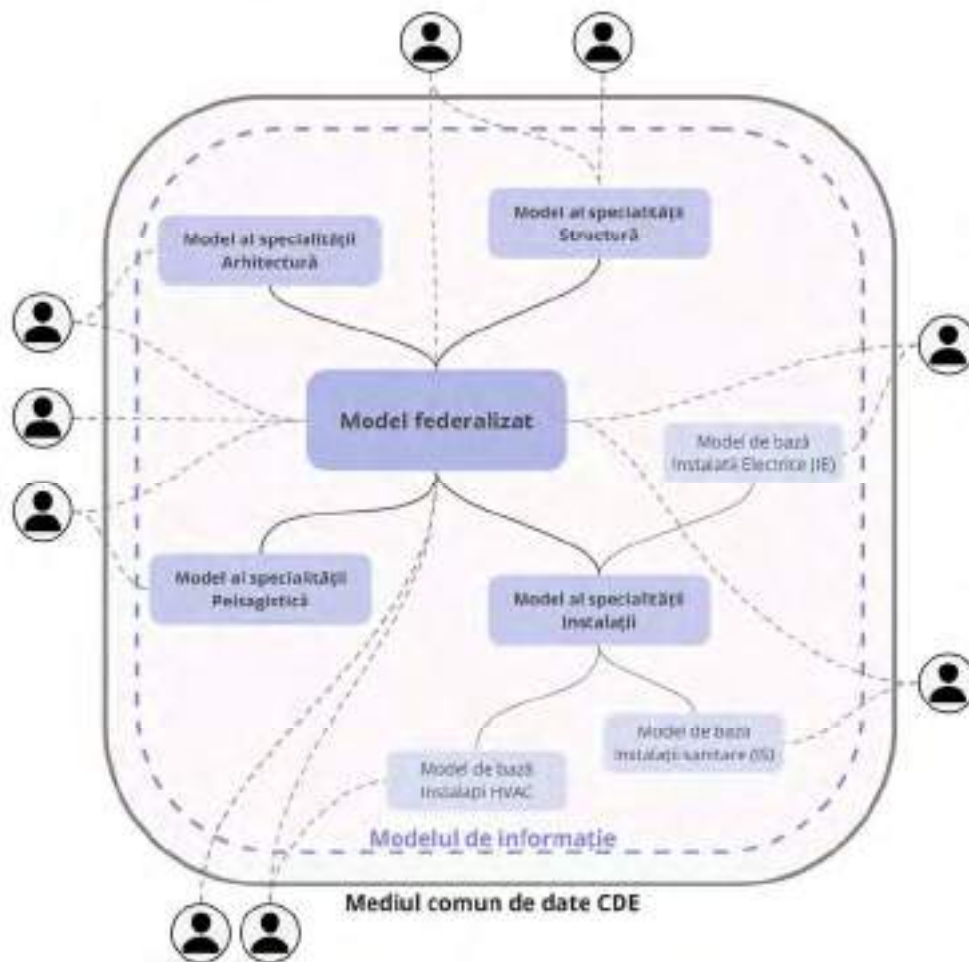 Model al specialității
Structură
Model al specialității
Arhitectură
Model federalizat
Model de bază
Instalată Electrice (IE)
Model al specialității
Peisagistică
Model al specialității
Instalații
Model de bază
Instalații sanitare (IS)
Model de bază
Instalații HVAC
Modelul de informație
Mediul comun de date CDE